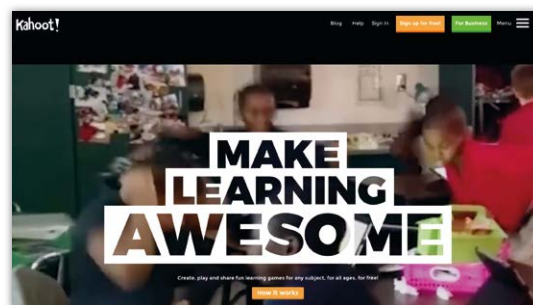 Kahoot!
Blog Help Sign in Sign up for free! For Business Menu
MAKE
LEARNING
AWESOME
Create, play and share fun learning games for any subject, for all ages, for free!
How it works